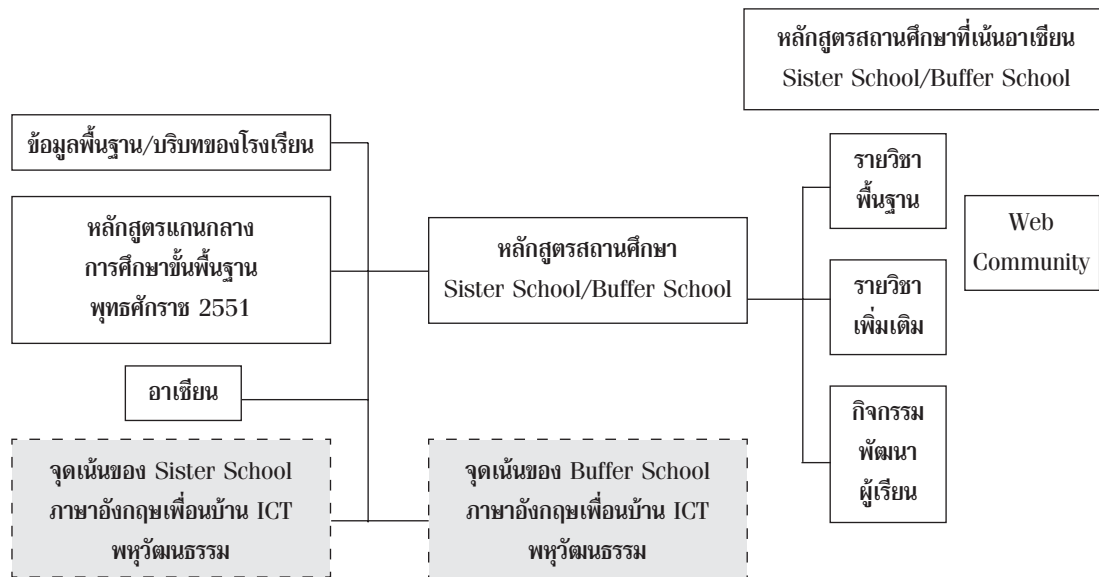 หลักสูตรสถานศึกษาที่เน้นอาเซียน
Sister School/Buffer School
ข้อมูลพื้นฐาน/บริบทของโรงเรียน
หลักสูตรแกนกลาง
การศึกษาขั้นพื้นฐาน
พุทธศักราช 2551
อาเซียน
จุดเน้นของ Sister School
ภาษาอังกฤษเพื่อนบ้าน ICT
พหุวัฒนธรรม
หลักสูตรสถานศึกษา
Sister School/Buffer School
จุดเน้นของ Buffer School
ภาษาอังกฤษเพื่อนบ้าน ICT
พหุวัฒนธรรม
รายวิชา
พื้นฐาน
รายวิชา
เพิ่มเติม
กิจกรรม
พัฒนา
ผู้เรียน
Web
Community